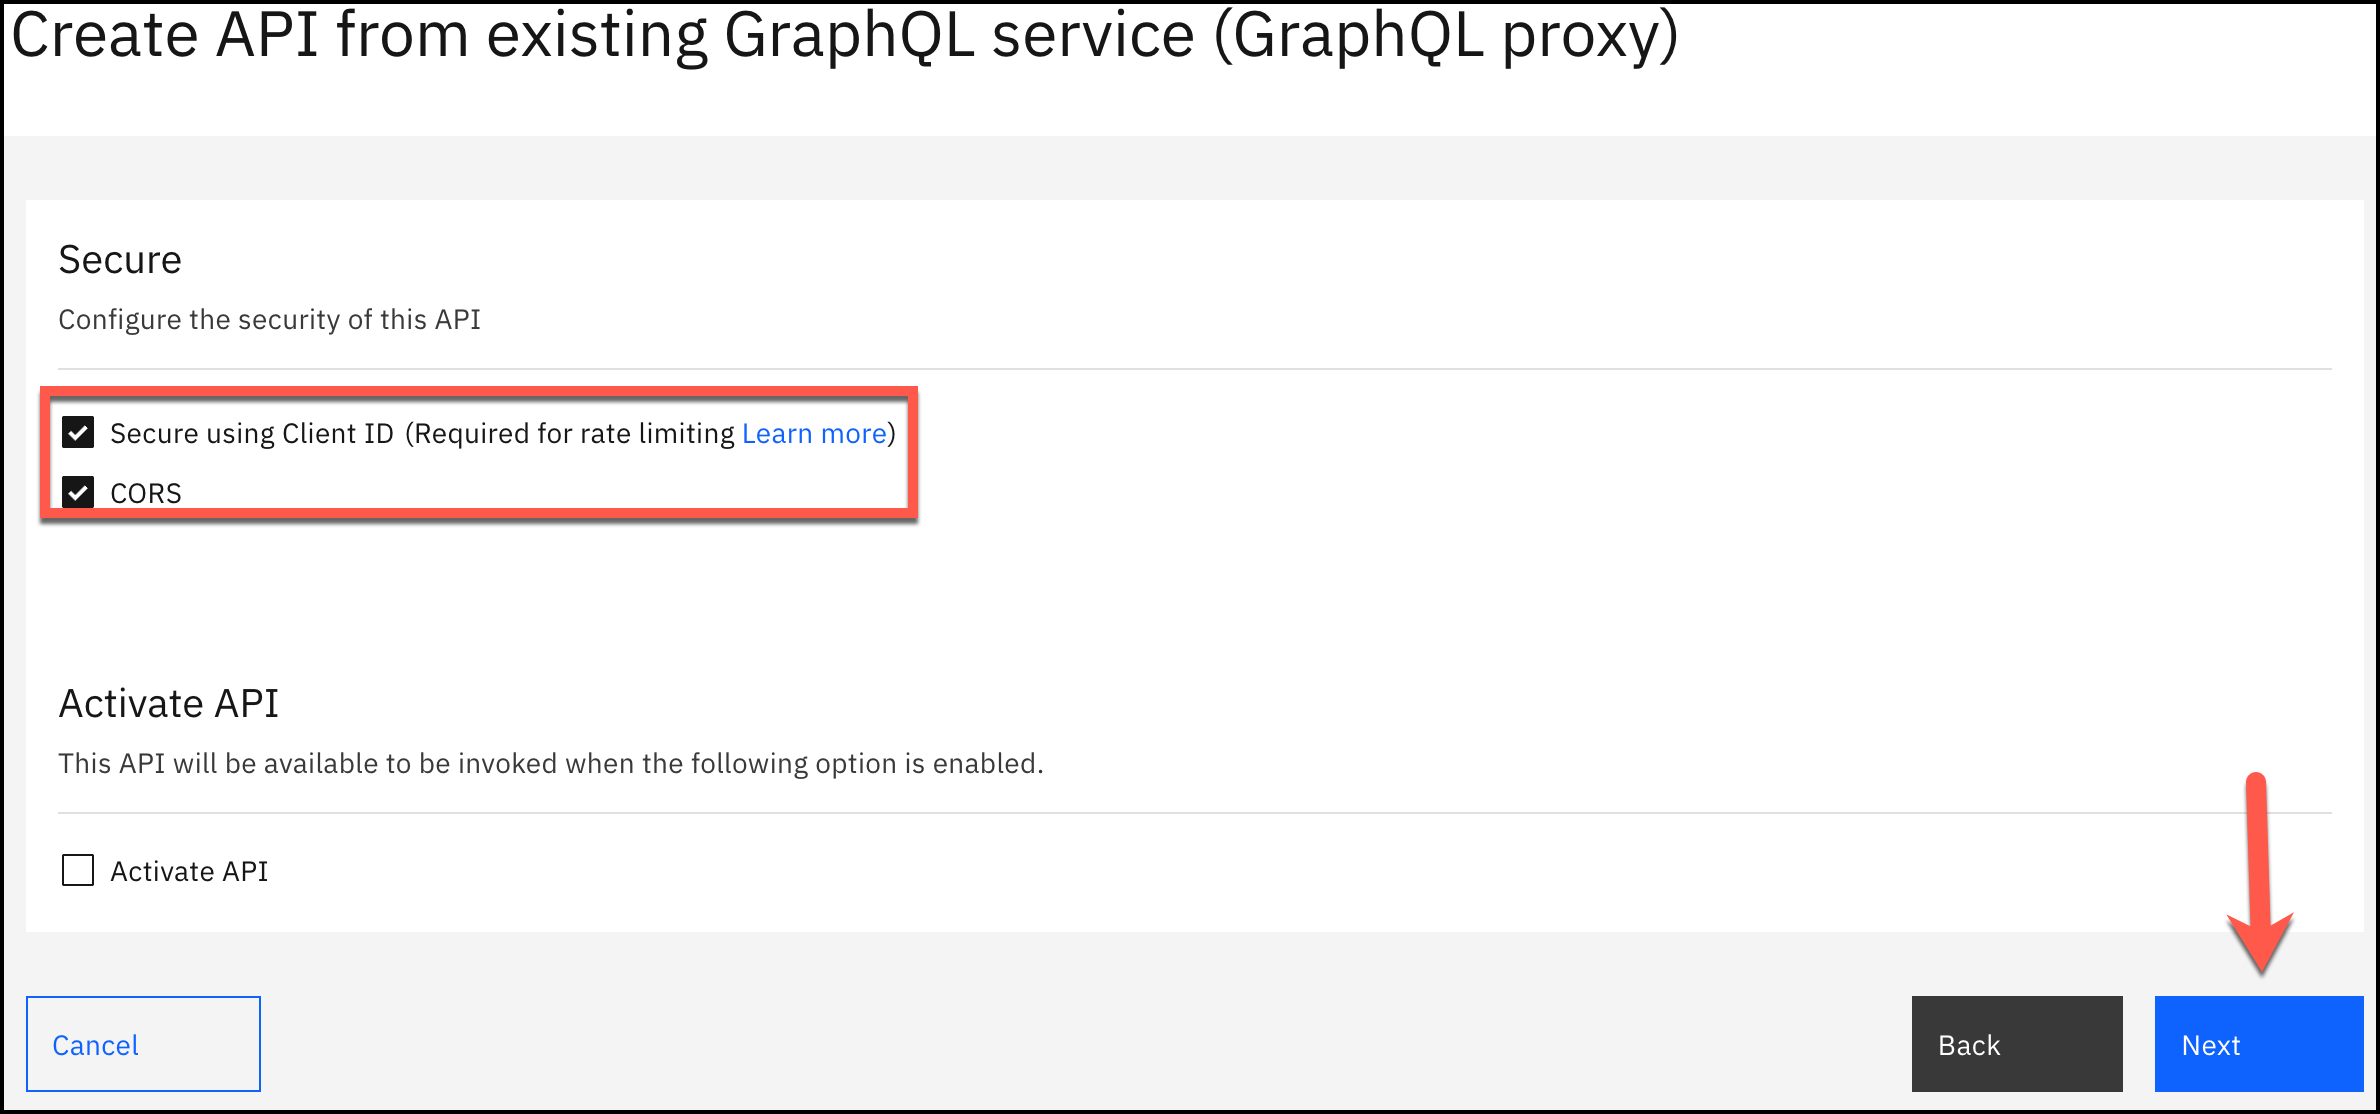 Create API from existing GraphQL service (GraphQL proxy)
Secure
Configure the security of this API
Secure using Client ID (Required for rate limiting Learn more)
CORS
Activate API
This API will be available to be invoked when the following option is enabled.
Activate API
Cancel
Back
Next